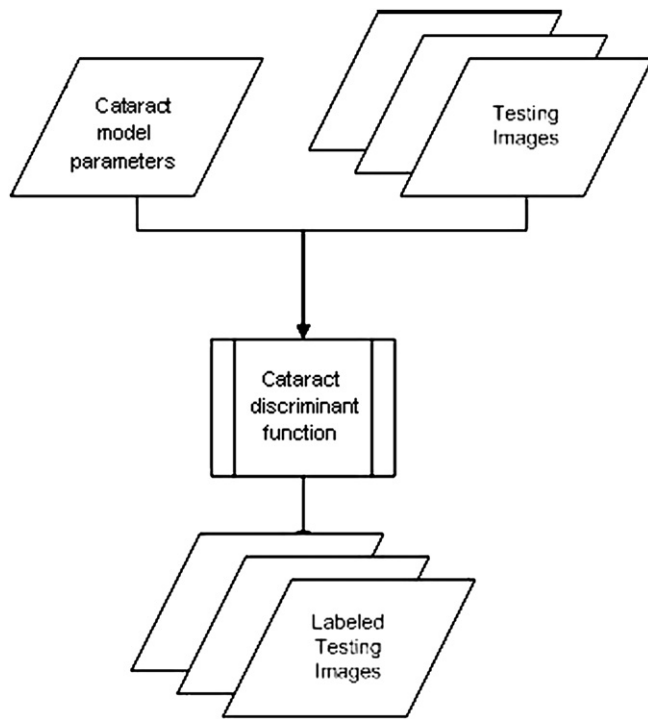 Cataract
model
parameters
Testing
Images
Cataract
discriminant
function
Labeled
Testing
Images